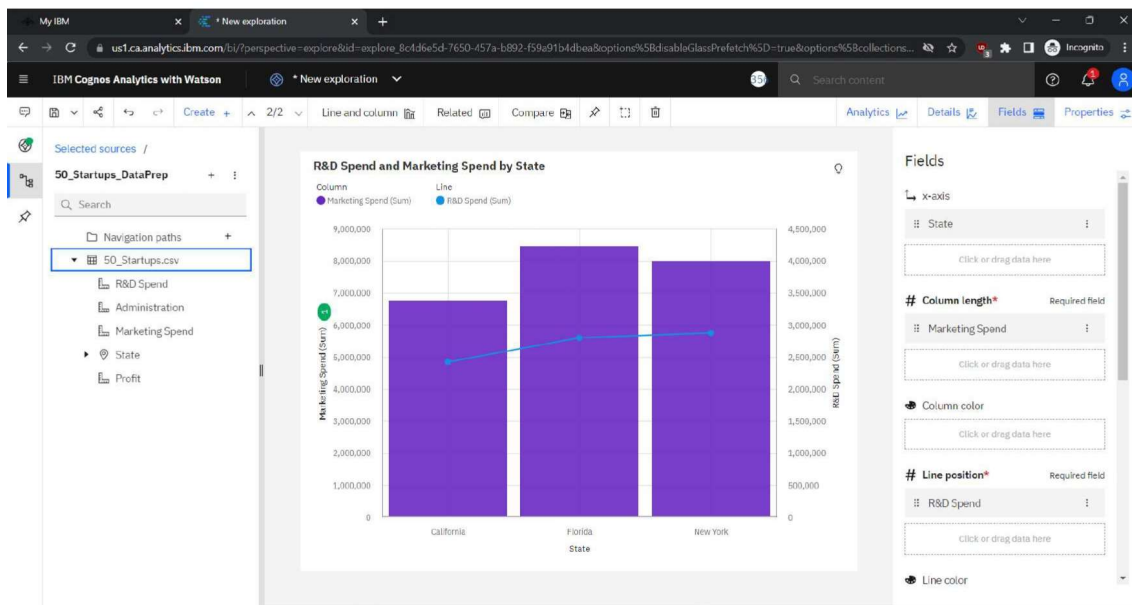 My IBM
* New exploration
us1.ca.analytics.ibm.com/bi/?perspective=explore&id=explore_8c4d6e5d-7650-457a-b892-f59a91b4dbea&options%5BdisableGlassPrefetch%5D=true&options%5Bcollections...
Incognito
IBM Cognos Analytics with Watson
* New exploration
Search content
Create +
2/2
Line and column
Related
Compare
Analytics
Details
Fields
Properties
Selected sources /
50_Startups_DataPrep
Search
Navigation paths
50_Startups.csv
R&D Spend
Administration
Marketing Spend
State
Profit
R&D Spend and Marketing Spend by State
Column
Line
Marketing Spend (Sum)
R&D Spend (Sum)
9,000,000
8,000,000
7,000,000
6,000,000
5,000,000
4,000,000
3,000,000
2,000,000
1,000,000
0
Marketing Spend (Sum)
4,500,000
4,000,000
3,500,000
3,000,000
2,500,000
2,000,000
1,500,000
1,000,000
500,000
0
R&D Spend (Sum)
California
Florida
New York
State
Fields
x-axis
State
Click or drag data here
# Column length*
Required field
Marketing Spend
Click or drag data here
Column color
Click or drag data here
# Line position*
Required field
R&D Spend
Click or drag data here
Line color